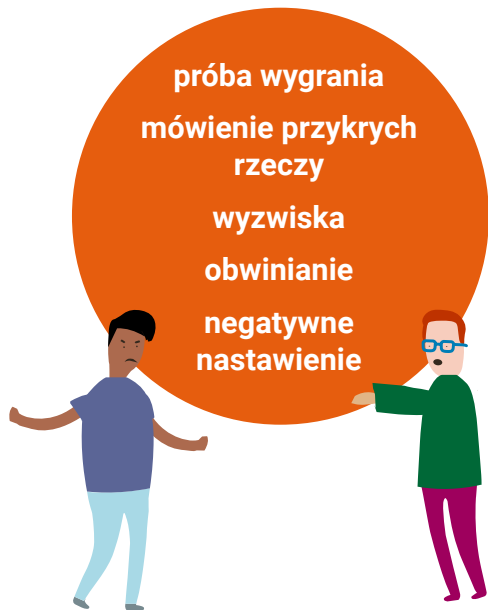 próba wygrania
mówienie przykrych
rzeczy
wyzwiska
obwinianie
negatywne
nastawienie